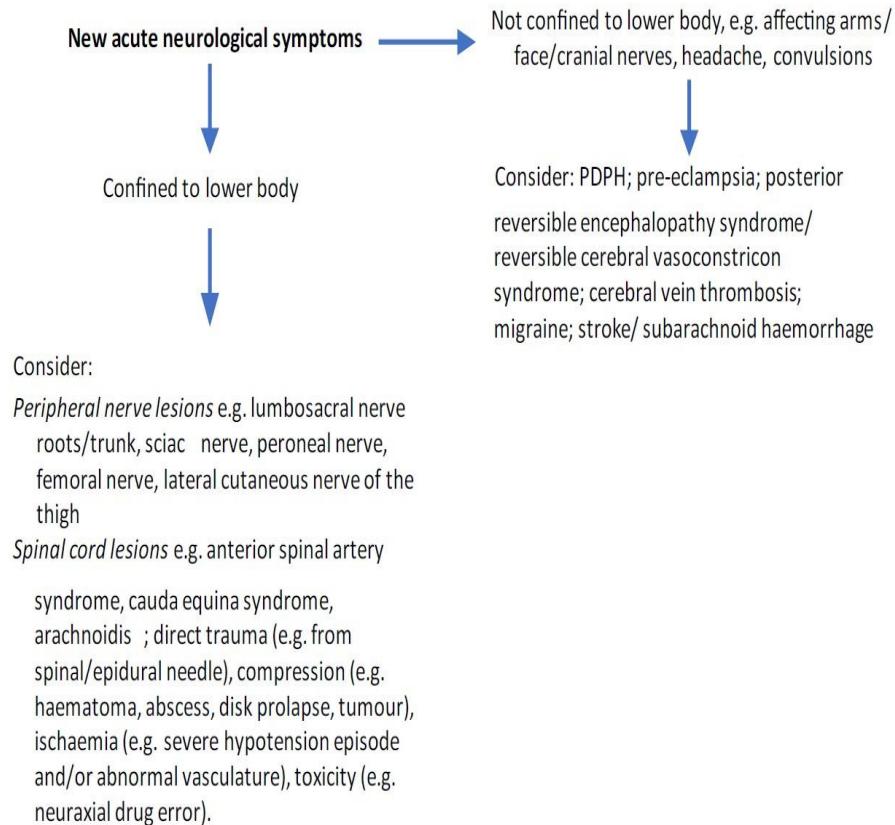 New acute neurological symptoms
Not confined to lower body, e.g. affecting arms/
face/cranial nerves, headache, convulsions
Confined to lower body
Consider: PDPH; pre-eclampsia; posterior
reversible encephalopathy syndrome/
reversible cerebral vasoconstricon
syndrome; cerebral vein thrombosis;
migraine; stroke/ subarachnoid haemorrhage
Consider:
Peripheral nerve lesions e.g. lumbosacral nerve
roots/trunk, sciac nerve, peroneal nerve,
femoral nerve, lateral cutaneous nerve of the
thigh
Spinal cord lesions e.g. anterior spinal artery
syndrome, cauda equina syndrome,
arachnoidis ; direct trauma (e.g. from
spinal/epidural needle), compression (e.g.
haematoma, abscess, disk prolapse, tumour),
ischaemia (e.g. severe hypotension episode
and/or abnormal vasculature), toxicity (e.g.
neuraxial drug error).